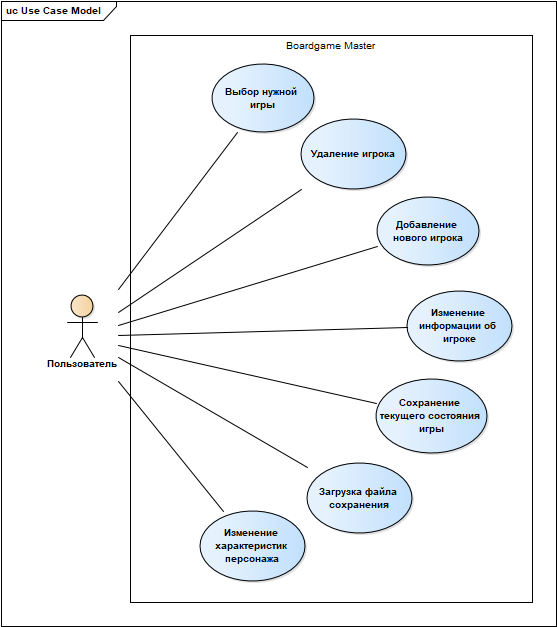 uc Use Case Model
Boardgame Master
Выбор нужной
игры
Удаление игрока
Добавление
нового игрока
Изменение
информации об
игроке
Пользователь
Сохранение
текущего состояния
игры
Загрузка файла
сохранения
Изменение
характеристик
персонажа